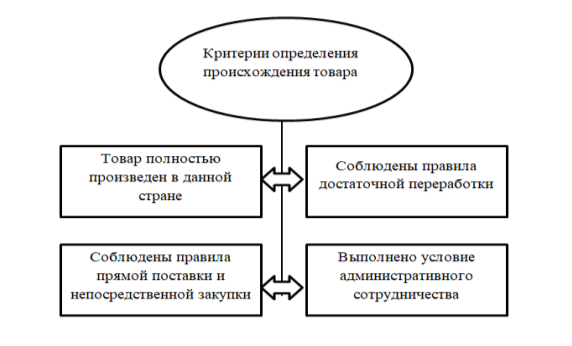 Критерии определения
происхождения товара
Товар полностью
произведен в данной
стране
Соблюдены правила
достаточной переработки
Соблюдены правила
прямой поставки и
непосредственной закупки
Выполнено условие
административного
сотрудничества